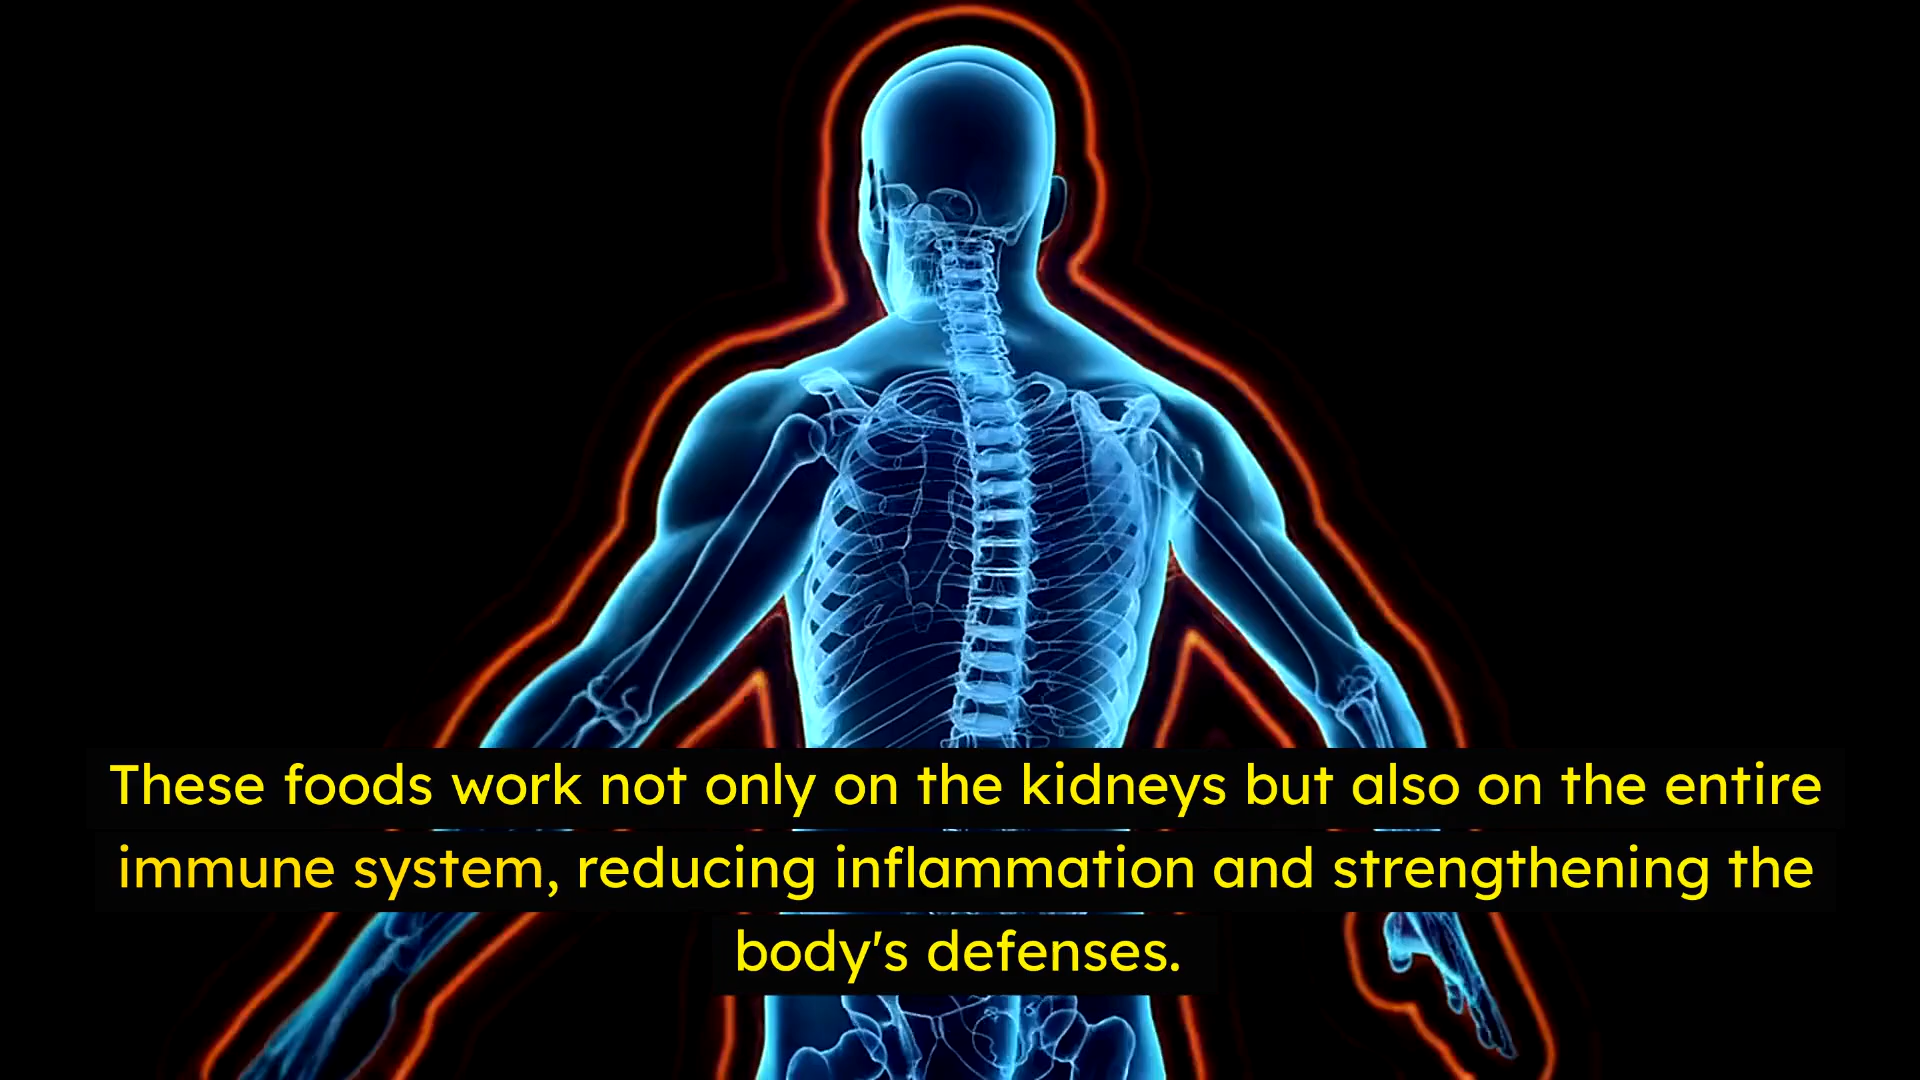 These foods work not only on the kidneys but also on the entire
immune system, reducing inflammation and strengthening the
body's defenses.